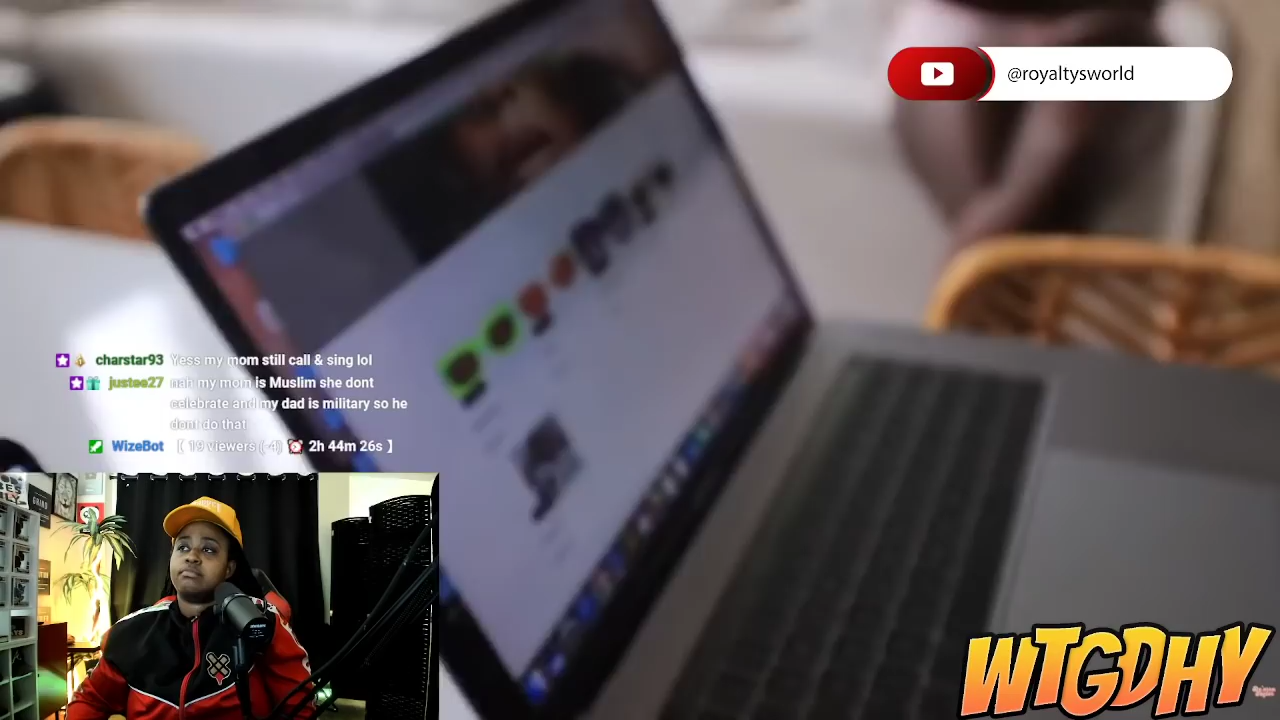 @royaltysworld
charstar93 Yess my mom still call & sing lol
justee27 nah my mom is Muslim she dont
celebrate and my dad is military so he
dont do that
WizeBot 【 19 viewers (-4) ⏰ 2h 44m 26s 】
WTGDHY